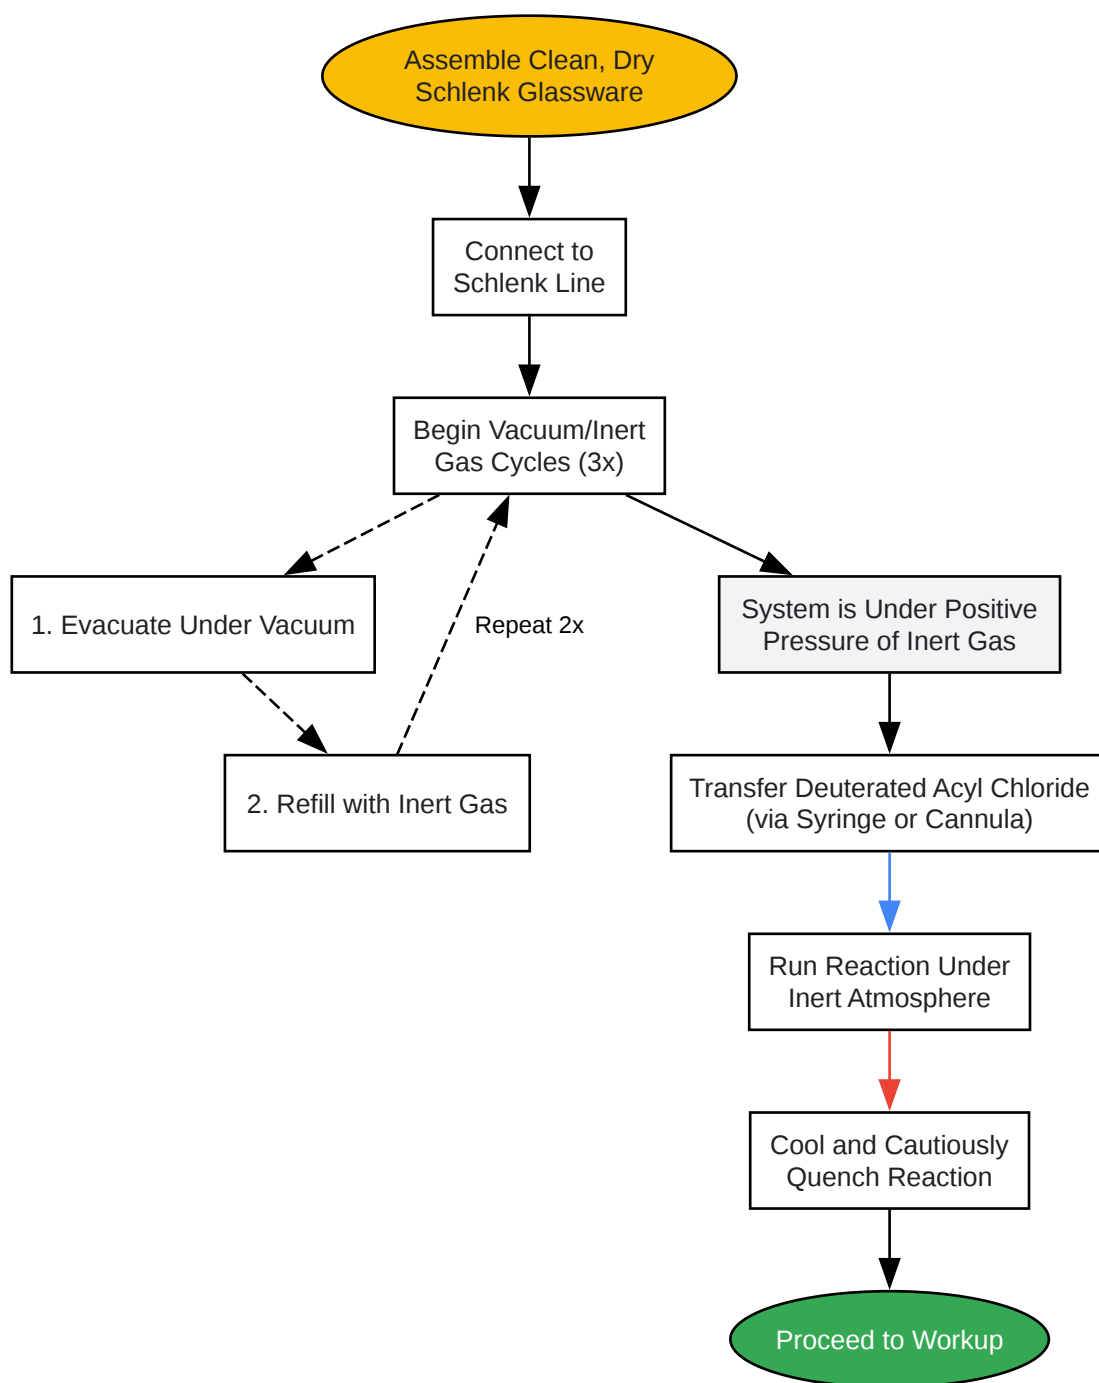 Assemble Clean, Dry
Schlenk Glassware
Connect to
Schlenk Line
Begin Vacuum/Inert
Gas Cycles (3x)
1. Evacuate Under Vacuum
Repeat 2x
System is Under Positive
Pressure of Inert Gas
2. Refill with Inert Gas
Transfer Deuterated Acyl Chloride
(via Syringe or Cannula)
Run Reaction Under
Inert Atmosphere
Cool and Cautiously
Quench Reaction
Proceed to Workup